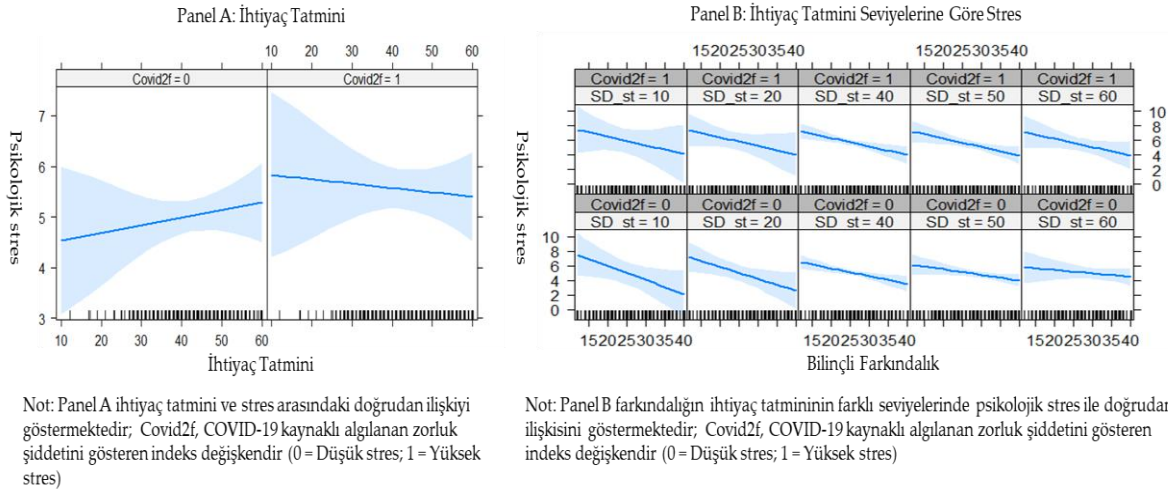 Panel A: İhtiyaç Tatmini
10 20 30 40 50 60
Covid2f = 0 Covid2f = 1
7
6
5
4
3
Psikolojik stres
10 20 30 40 50 60
İhtiyaç Tatmini
Not: Panel A ihtiyaç tatmini ve stres arasındaki doğrudan ilişkiyi
göstermektedir; Covid2f, COVID-19 kaynaklı algılanan zorluk
şiddetini gösteren indeks değişkendir (0 = Düşük stres; 1 = Yüksek
stres)
Panel B: İhtiyaç Tatmini Seviyelerine Göre Stres
152025303540 152025303540
Covid2f = 1 Covid2f = 1 Covid2f = 1 Covid2f = 1 Covid2f = 1
SD_st = 10 SD_st = 20 SD_st = 40 SD_st = 50 SD_st = 60
10
8
6
4
2
0
Psikolojik stres
Covid2f = 0 Covid2f = 0 Covid2f = 0 Covid2f = 0 Covid2f = 0
SD_st = 10 SD_st = 20 SD_st = 40 SD_st = 50 SD_st = 60
10
8
6
4
2
0
152025303540 152025303540 152025303540
Bilinçli Farkındalık
Not: Panel B farkındalığın ihtiyaç tatmininin farklı seviyelerinde psikolojik stres ile doğrudan
ilişkisini göstermektedir; Covid2f, COVID-19 kaynaklı algılanan zorluk şiddetini gösteren
indeks değişkendir (0 = Düşük stres; 1 = Yüksek stres)